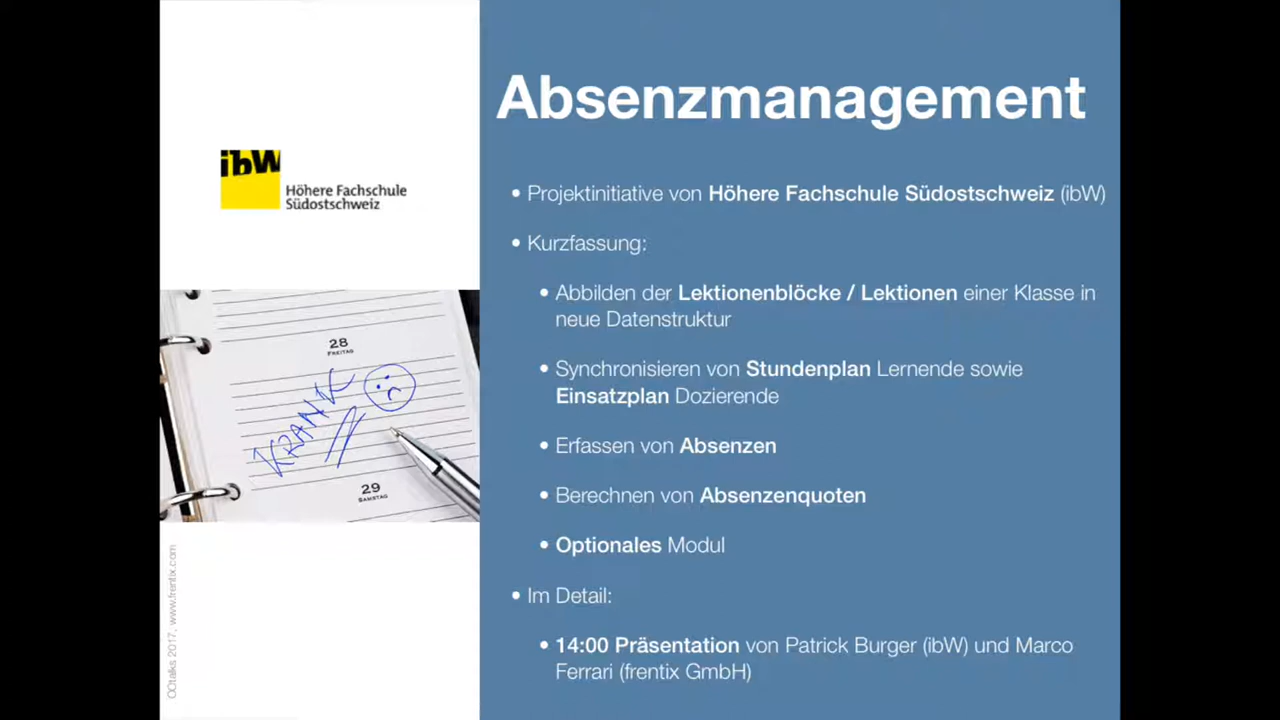 Absenzmanagement
ibW
Höhere Fachschule
Südostschweiz
• Projektinitiative von Höhere Fachschule Südostschweiz (ibW)
• Kurzfassung:
• Abbilden der Lektionenblöcke / Lektionen einer Klasse in
neue Datenstruktur
• Synchronisieren von Stundenplan Lernende sowie
Einsatzplan Dozierende
• Erfassen von Absenzen
• Berechnen von Absenzenquoten
• Optionales Modul
• Im Detail:
• 14:00 Präsentation von Patrick Burger (ibW) und Marco
Ferrari (frentix GmbH)
28
FREITAG
KRANK
29
SAMSTAG
OOtalks 2017, www.frentix.com